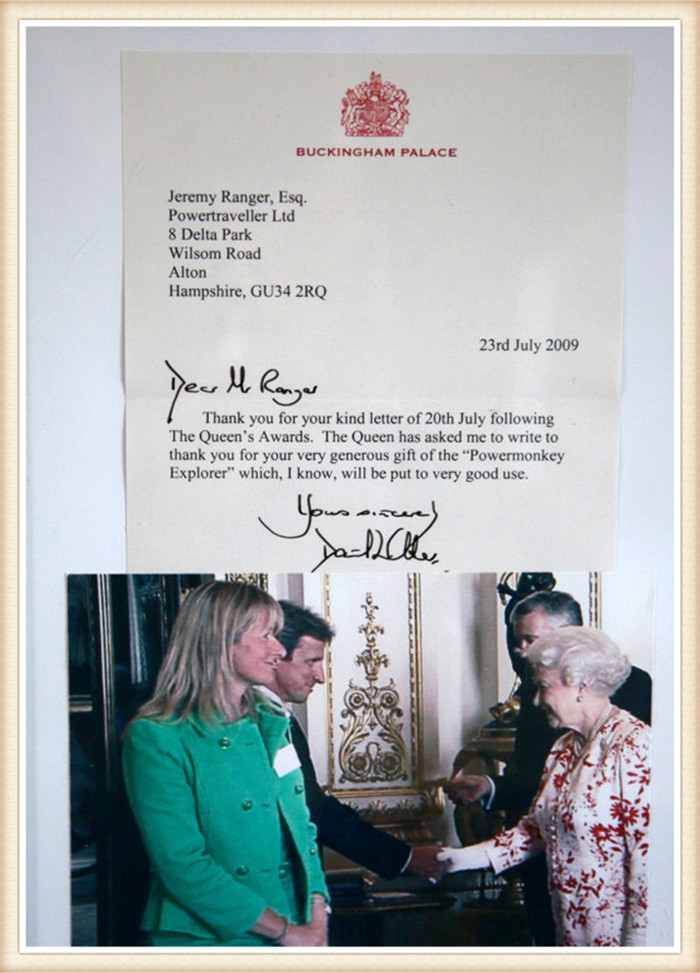 BUCKINGHAM PALACE
Jeremy Ranger, Esq.
Powertraveller Ltd
8 Delta Park
Wilsom Road
Alton
Hampshire, GU34 2RQ
23rd July 2009
Dear Mr Ranger
Thank you for your kind letter of 20th July following
The Queen's Awards. The Queen has asked me to write to
thank you for your very generous gift of the "Powermonkey
Explorer" which, I know, will be put to very good use.
Yours sincerely